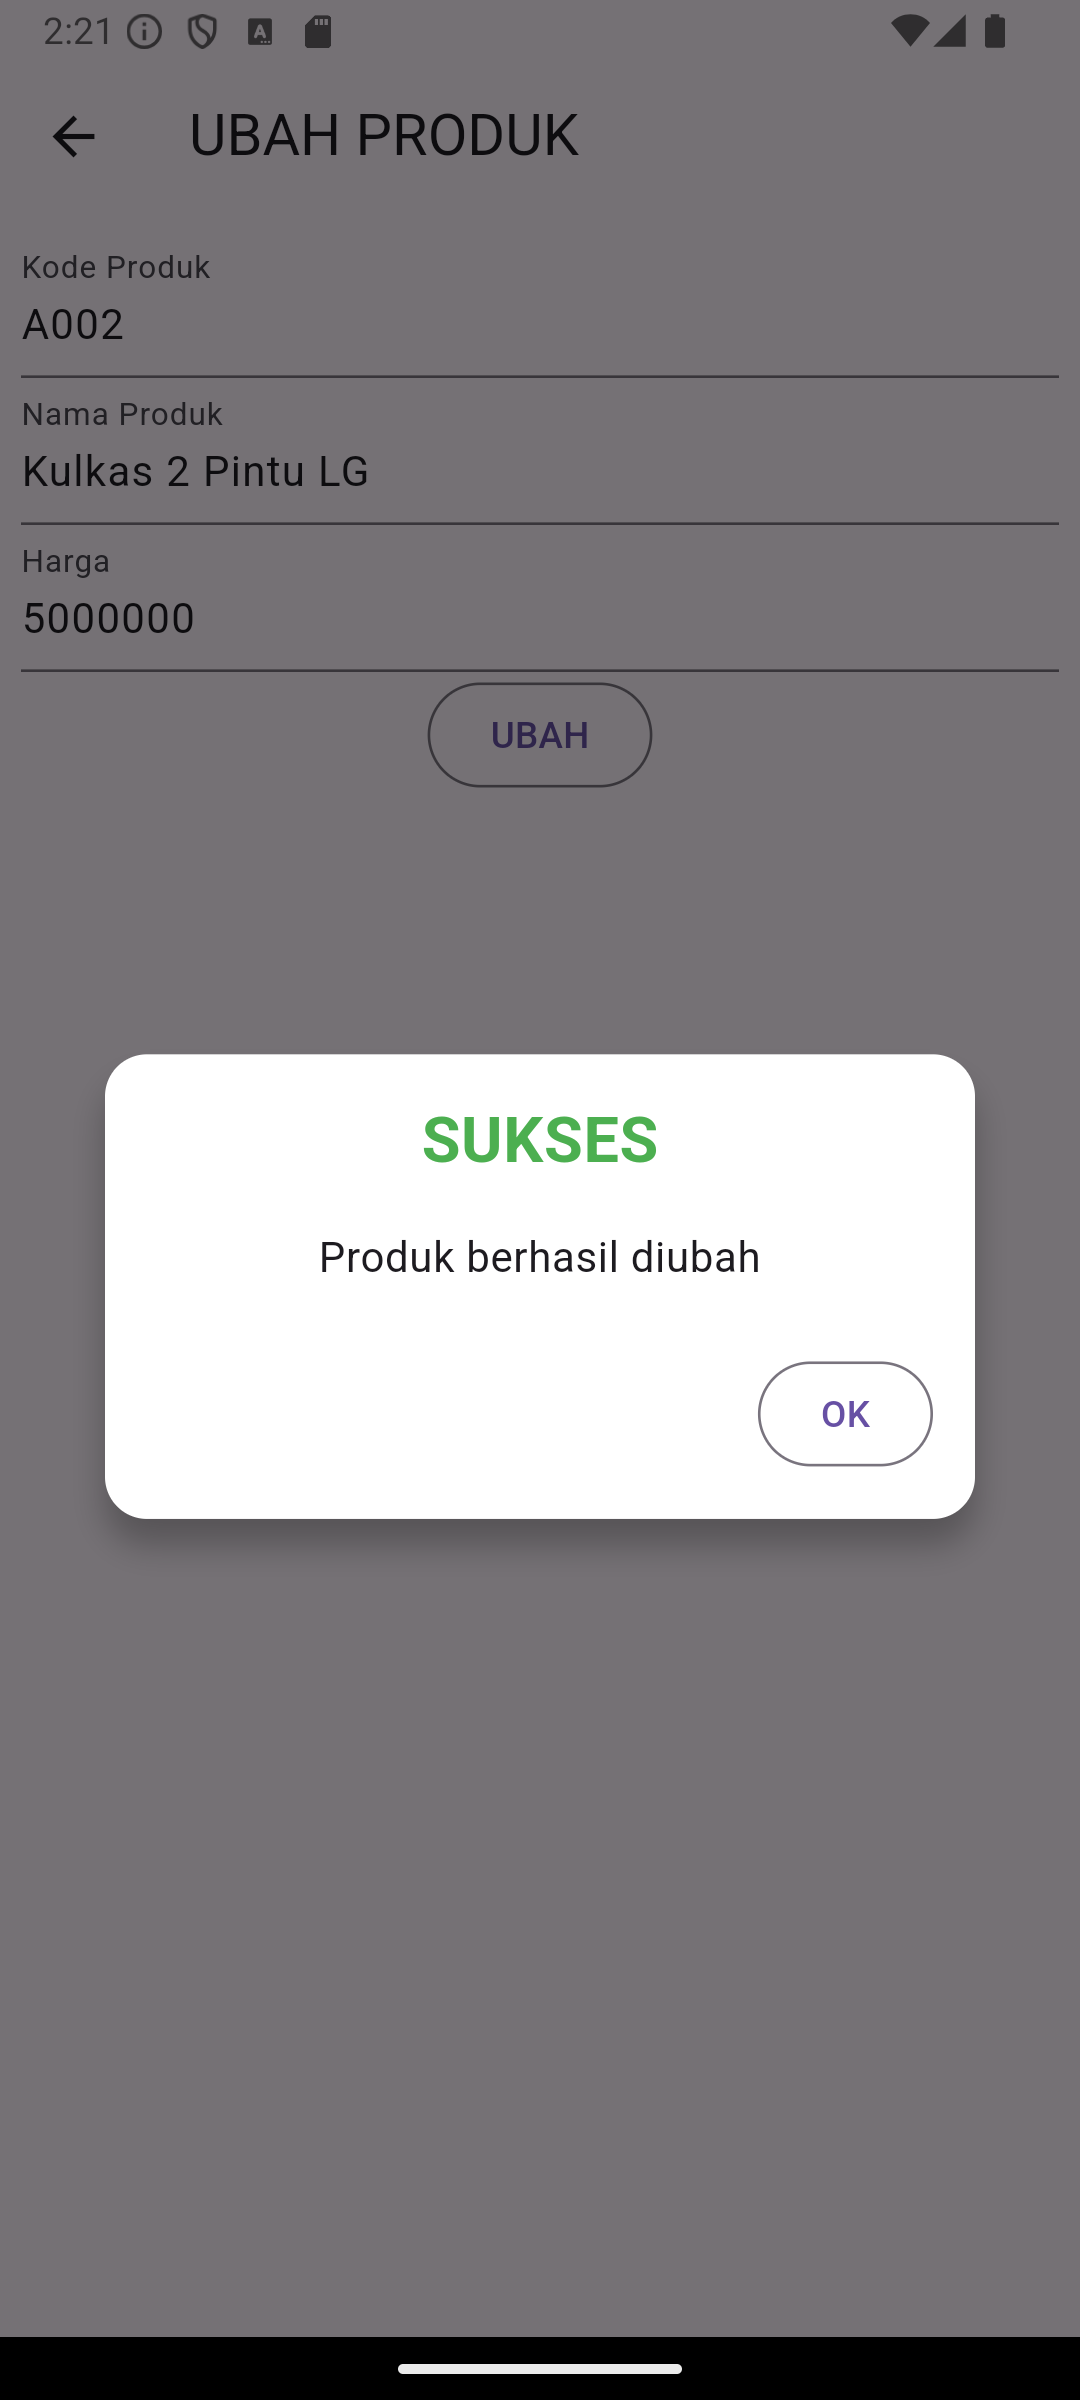 2:21
UBAH PRODUK
Kode Produk
A002
Nama Produk
Kulkas 2 Pintu LG
Harga
5000000
UBAH
SUKSES
Produk berhasil diubah
OK